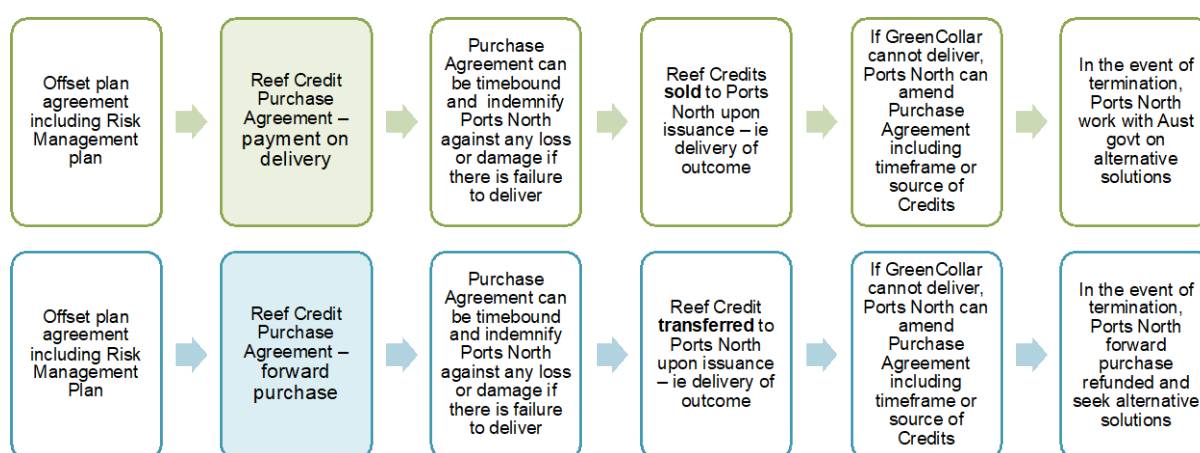 Offset plan
agreement
including Risk
Management
plan
Reef Credit
Purchase
Agreement –
payment on
delivery
Purchase
Agreement can
be timebound
and indemnify
Ports North
against any loss
or damage if
there is failure
to deliver
Reef Credits
sold to Ports
North upon
issuance – ie
delivery of
outcome
If GreenCollar
cannot deliver,
Ports North can
amend
Purchase
Agreement
including
timeframe or
source of
Credits
In the event of
termination,
Ports North
work with Aust
govt on
alternative
solutions
Offset plan
agreement
including Risk
Management
Plan
Reef Credit
Purchase
Agreement –
forward
purchase
Purchase
Agreement can
be timebound
and indemnify
Ports North
against any loss
or damage if
there is failure
to deliver
Reef Credit
transferred to
Ports North
upon issuance
– ie delivery of
outcome
If GreenCollar
cannot deliver,
Ports North can
amend
Purchase
Agreement
including
timeframe or
source of
Credits
In the event of
termination,
Ports North
forward
purchase
refunded and
seek alternative
solutions